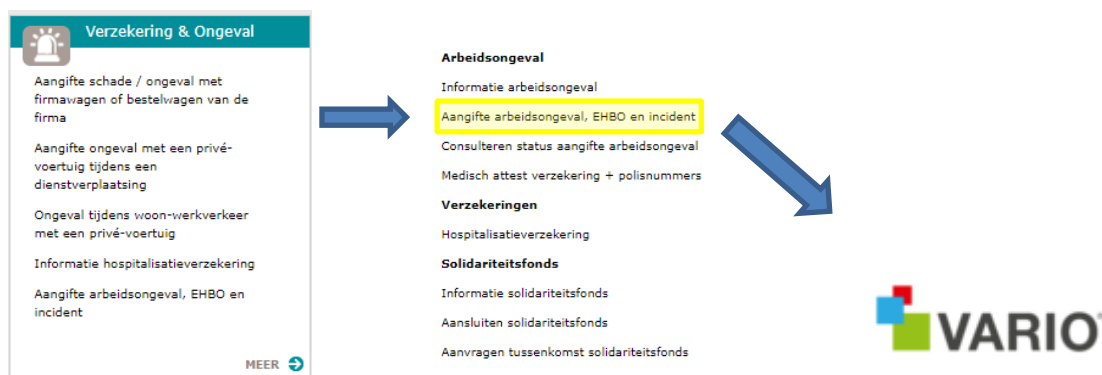 Verzekering & Ongeval
Aangifte schade / ongeval met
firmawagen of bestelwagen van de
firma
Aangifte ongeval met een privé-
voertuig tijdens een
dienstverplaatsing
Ongeval tijdens woon-werkverkeer
met een privé-voertuig
Informatie hospitalisatieverzekering
Aangifte arbeidsongeval, EHBO en
incident
MEER
Arbeidsongeval
Informatie arbeidsongeval
Aangifte arbeidsongeval, EHBO en incident
Consulteren status aangifte arbeidsongeval
Medisch attest verzekering + polisnummers
Verzekeringen
Hospitalisatieverzekering
Solidariteitsfonds
Informatie solidariteitsfonds
Aansluiten solidariteitsfonds
Aanvragen tussenkomst solidariteitsfonds
VARIO